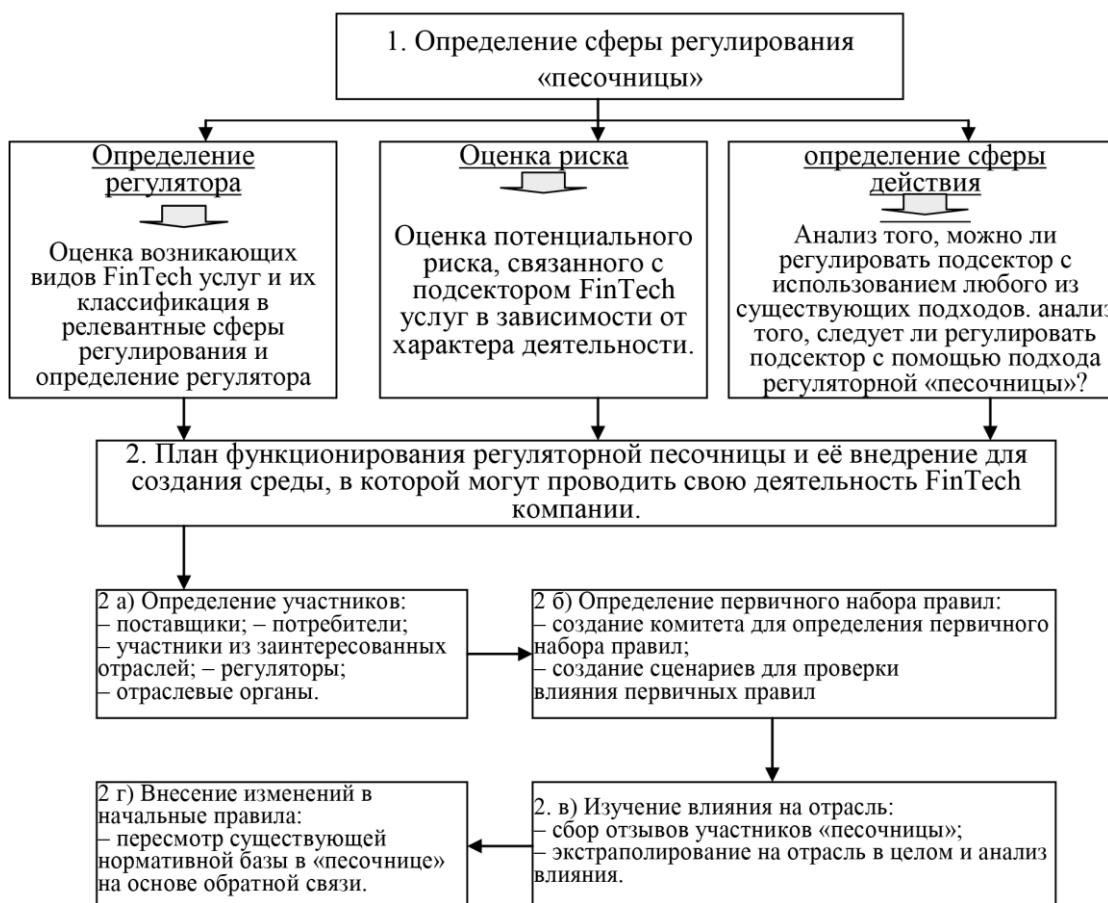 1. Определение сферы регулирования
«песочницы»
Определение
регулятора
Оценка возникающих
видов FinTech услуг и их
классификация в
релевантные сферы
регулирования и
определение регулятора
Оценка риска
Оценка потенциального
риска, связанного с
подсектором FinTech
услуг в зависимости от
характера деятельности.
определение сферы
действия
Анализ того, можно ли
регулировать подсектор с
использованием любого из
существующих подходов. анализ
того, следует ли регулировать
подсектор с помощью подхода
регуляторной «песочницы»?
2. План функционирования регуляторной песочницы и её внедрение для
создания среды, в которой могут проводить свою деятельность FinTech
компании.
2 а) Определение участников:
– поставщики; – потребители;
– участники из заинтересованных
отраслей; – регуляторы;
– отраслевые органы.
2 б) Определение первичного набора правил:
– создание комитета для определения первичного
набора правил;
– создание сценариев для проверки
влияния первичных правил
2. в) Изучение влияния на отрасль:
– сбор отзывов участников «песочницы»;
– экстраполирование на отрасль в целом и анализ
влияния.
2 г) Внесение изменений в
начальные правила:
– пересмотр существующей
нормативной базы в «песочнице»
на основе обратной связи.